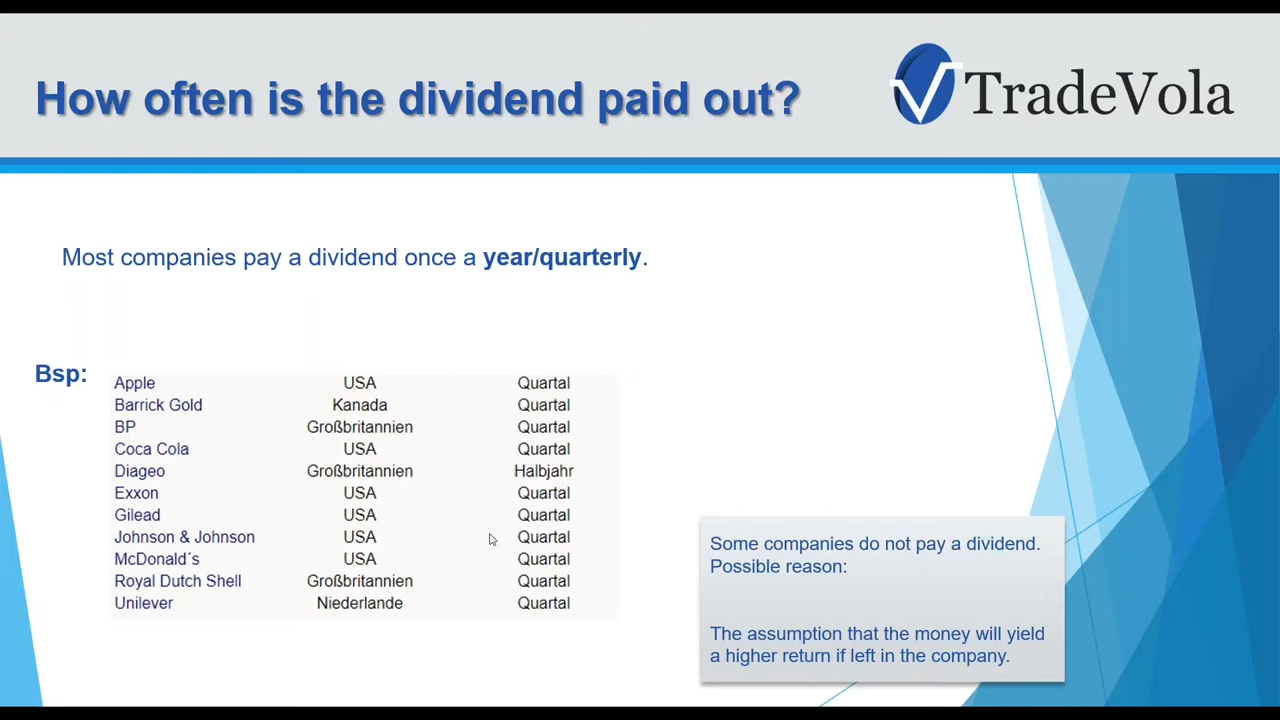 How often is the dividend paid out?
TradeVola
Most companies pay a dividend once a year/quarterly.
Bsp:
Apple USA Quartal
Barrick Gold Kanada Quartal
BP Großbritannien Quartal
Coca Cola USA Quartal
Diageo Großbritannien Halbjahr
Exxon USA Quartal
Gilead USA Quartal
Johnson & Johnson USA Quartal
McDonald´s USA Quartal
Royal Dutch Shell Großbritannien Quartal
Unilever Niederlande Quartal
Some companies do not pay a dividend.
Possible reason:
The assumption that the money will yield
a higher return if left in the company.